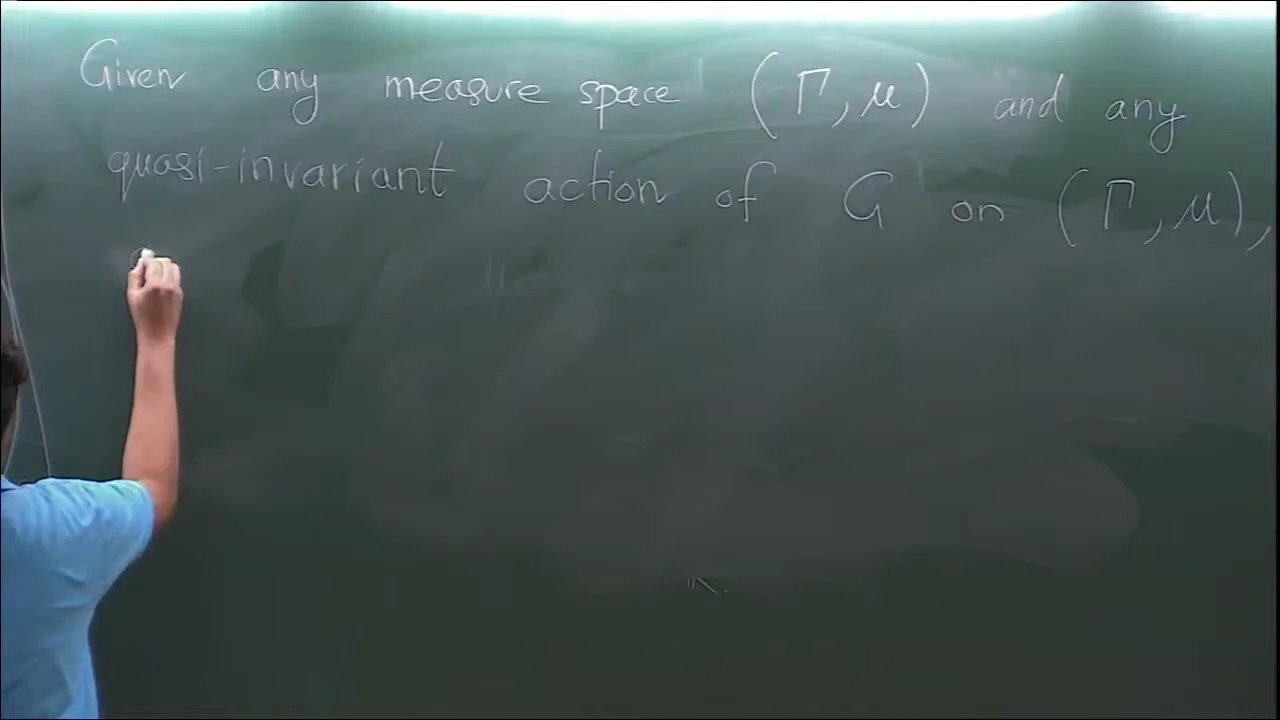 Given any measure space (Γ, μ) and any
quasi-invariant action of G on (Γ, μ),